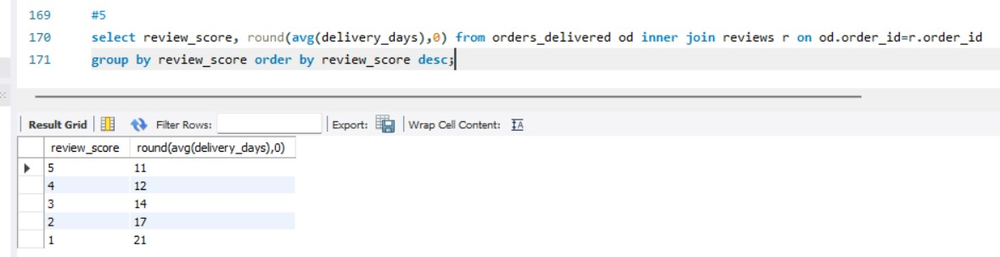 169 #5
170 select review_score, round(avg(delivery_days),0) from orders_delivered od inner join reviews r on od.order_id=r.order_id
171 group by review_score order by review_score desc;
Result Grid Filter Rows: Export: Wrap Cell Content: IA
review_score round(avg(delivery_days),0)
5 11
4 12
3 14
2 17
1 21